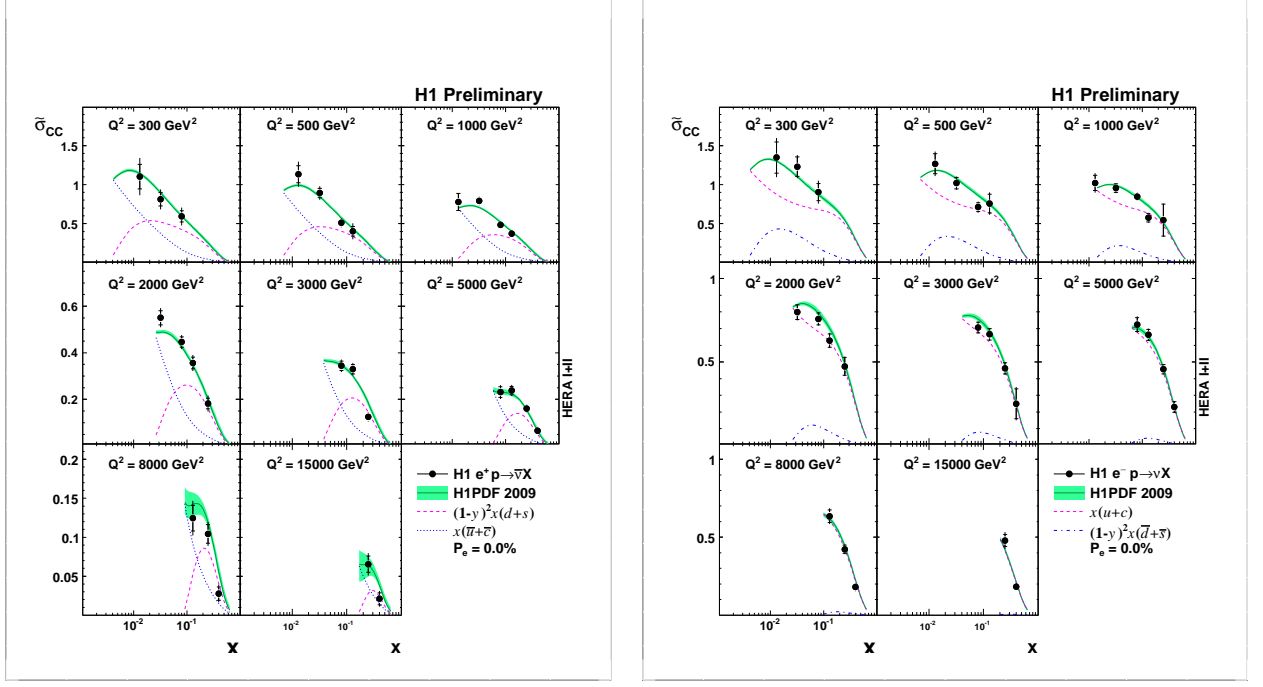 H1 Preliminary
σ̃CC
Q² = 300 GeV²
Q² = 500 GeV²
Q² = 1000 GeV²
1.5
1
0.5
Q² = 2000 GeV²
Q² = 3000 GeV²
Q² = 5000 GeV²
0.6
0.4
0.2
HERA I+II
Q² = 8000 GeV²
Q² = 15000 GeV²
0.2
0.15
0.1
0.05
H1 e⁺p→ν̅X
H1PDF 2009
(1-y)²x(d+s)
x(u̅+c̅)
Pₑ = 0.0%
10⁻² 10⁻¹ 10⁻² 10⁻¹
x x
H1 Preliminary
σ̃CC
Q² = 300 GeV²
Q² = 500 GeV²
Q² = 1000 GeV²
1.5
1
0.5
Q² = 2000 GeV²
Q² = 3000 GeV²
Q² = 5000 GeV²
1
0.5
HERA I+II
Q² = 8000 GeV²
Q² = 15000 GeV²
1
0.5
H1 e⁻p→νX
H1PDF 2009
x(u+c)
(1-y)²x(d̅+s̅)
Pₑ = 0.0%
10⁻² 10⁻¹ 10⁻² 10⁻¹
x x